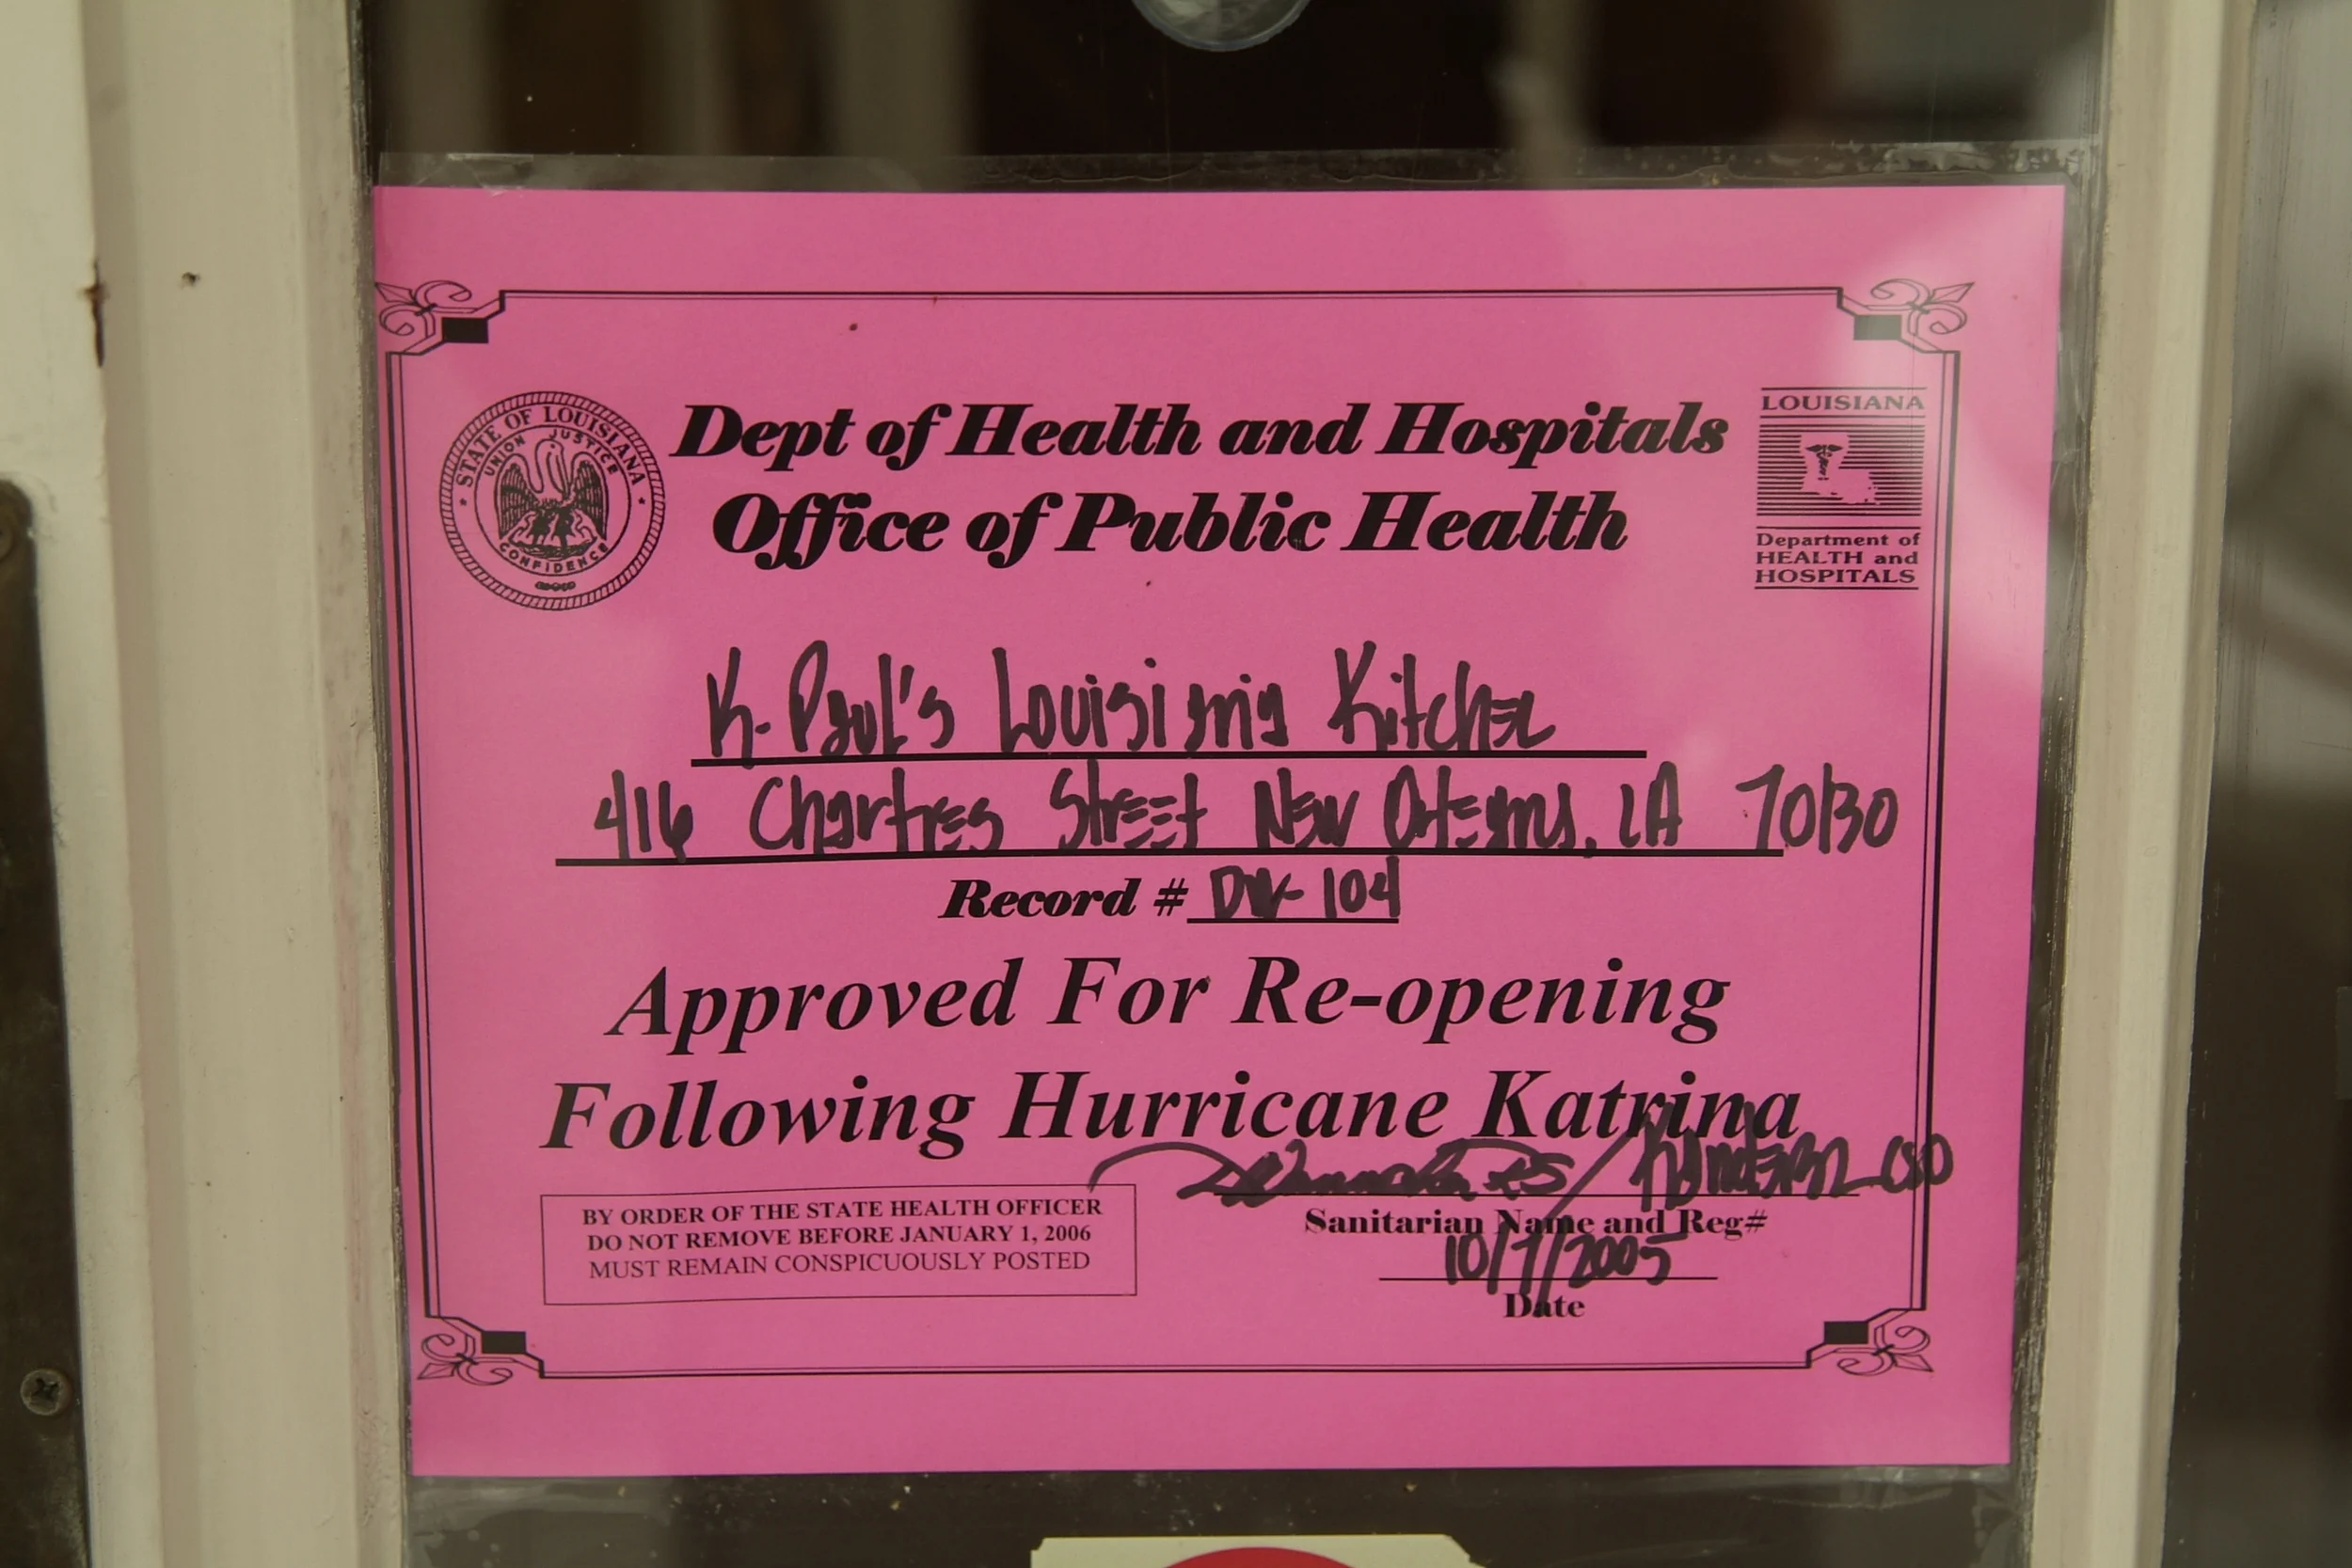 STATE OF LOUISIANA
UNION JUSTICE
CONFIDENCE
Dept of Health and Hospitals
Office of Public Health
LOUISIANA
Department of
HEALTH and
HOSPITALS
K-Paul's Louisiana Kitchen
416 Chartres Street New Orleans, LA 70130
Record # DW-104
Approved For Re-opening
Following Hurricane Katrina
BY ORDER OF THE STATE HEALTH OFFICER
DO NOT REMOVE BEFORE JANUARY 1, 2006
MUST REMAIN CONSPICUOUSLY POSTED
Sanitarian Name and Reg#
10/7/2005
Date